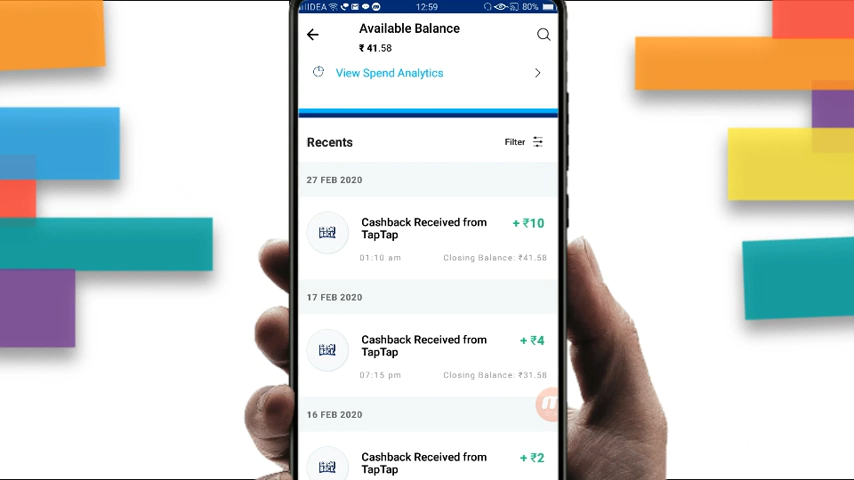 IDEA
12:59
80%
Available Balance
₹ 41.58
View Spend Analytics
Recents
Filter
27 FEB 2020
Cashback Received from
TapTap
+ ₹10
01:10 am
Closing Balance: ₹41.58
17 FEB 2020
Cashback Received from
TapTap
+ ₹4
07:15 pm
Closing Balance: ₹31.58
16 FEB 2020
Cashback Received from
TapTap
+ ₹2